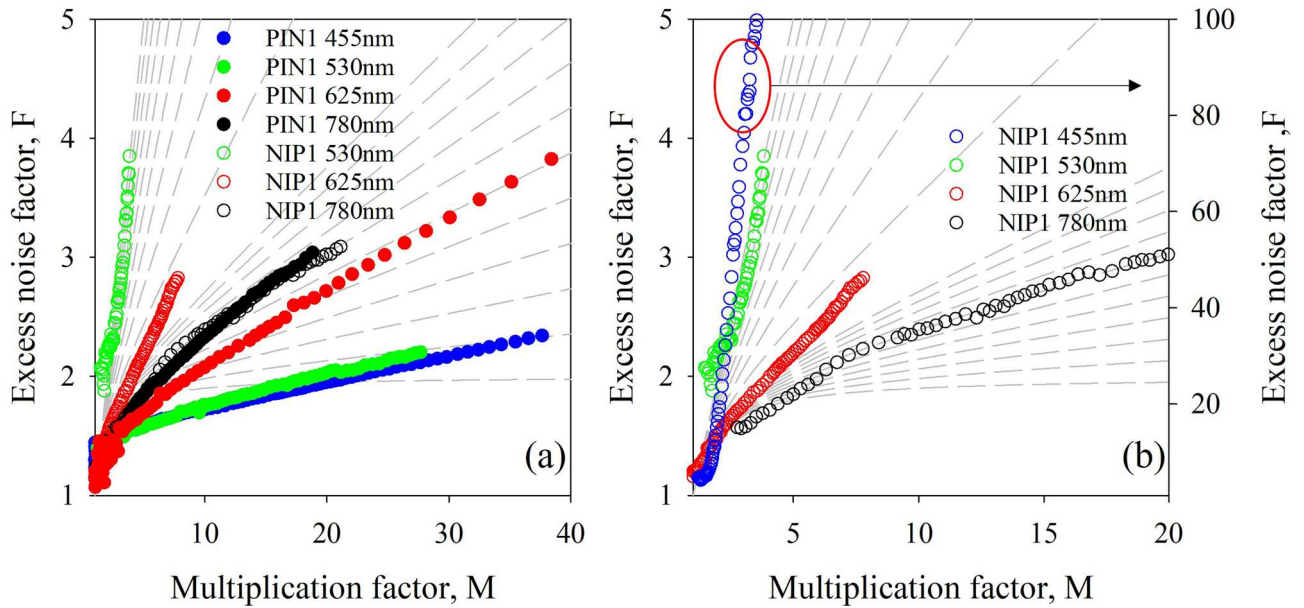 5
4
3
2
1
Excess noise factor, F
PIN1 455nm
PIN1 530nm
PIN1 625nm
PIN1 780nm
NIP1 530nm
NIP1 625nm
NIP1 780nm
(a)
10
20
30
40
Multiplication factor, M
5
4
3
2
1
Excess noise factor, F
NIP1 455nm
NIP1 530nm
NIP1 625nm
NIP1 780nm
(b)
5
10
15
20
Multiplication factor, M
100
80
60
40
20
Excess noise factor ,F